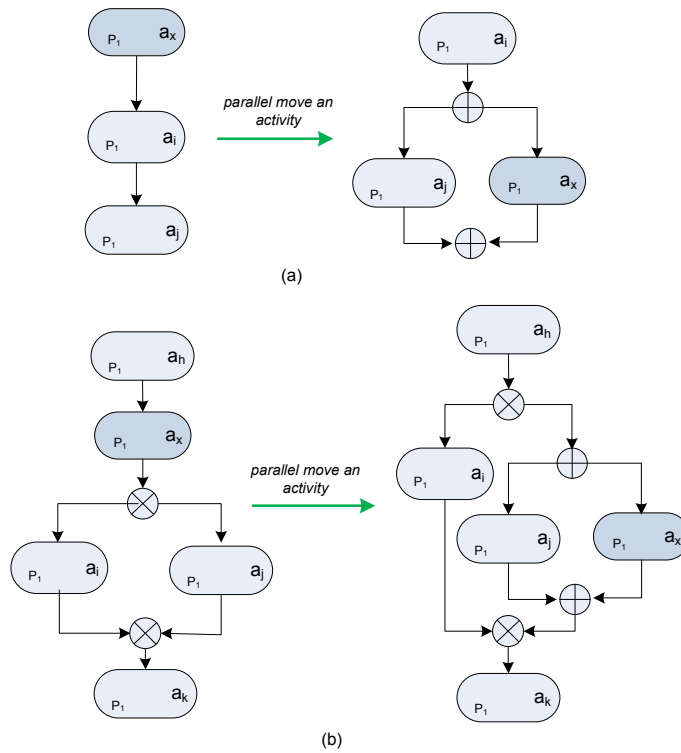 P1 ax
P1 ai
P1 aj
parallel move an
activity
P1 ai
P1 aj
P1 ax
(a)
P1 ah
P1 ax
P1 ai
P1 aj
P1 ak
parallel move an
activity
P1 ah
P1 ai
P1 aj
P1 ax
P1 ak
(b)